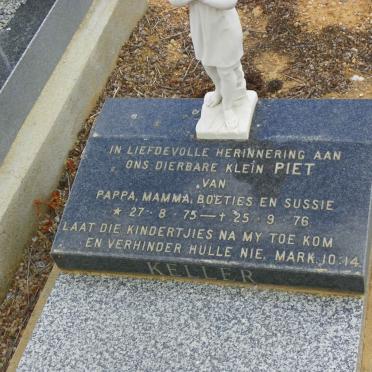 IN LIEFDEVOLLE HERINNERING AAN
ONS DIERBARE KLEIN PIET
VAN
PAPPA, MAMMA, BOETIES EN SUSSIE
★ 27-8-75 — † 25-9-76
LAAT DIE KINDERTJIES NA MY TOE KOM
EN VERHINDER HULLE NIE, MARK. 10:14.
KELLER